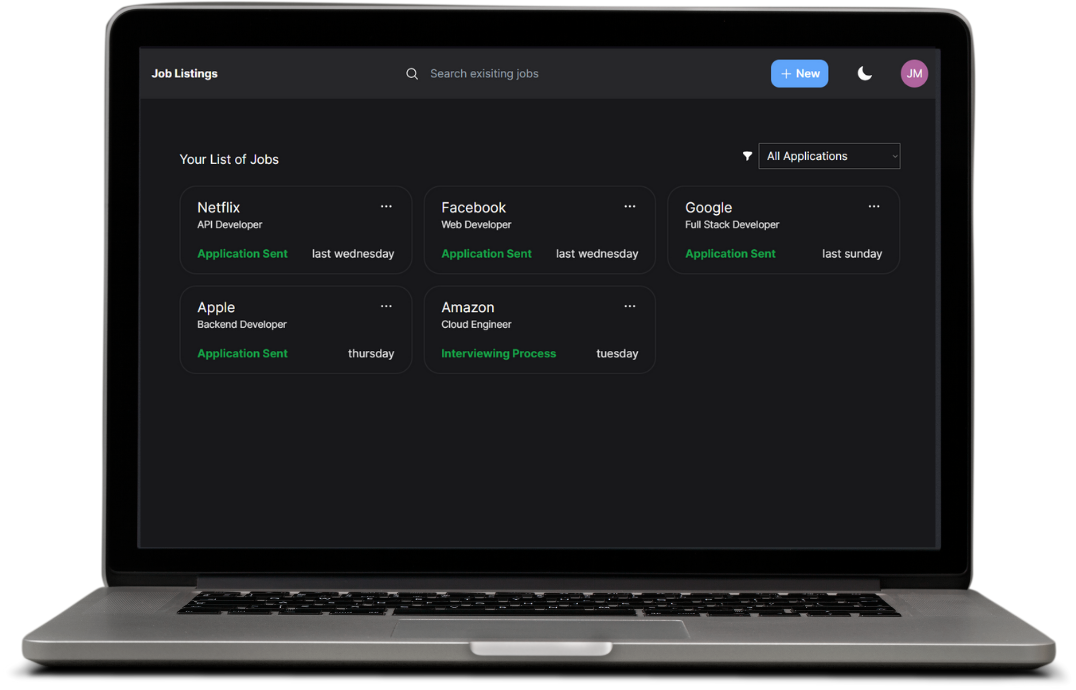 Job Listings
Search exisiting jobs
+ New
JM
Your List of Jobs
All Applications
Netflix
API Developer
Application Sent
last wednesday
Facebook
Web Developer
Application Sent
last wednesday
Google
Full Stack Developer
Application Sent
last sunday
Apple
Backend Developer
Application Sent
thursday
Amazon
Cloud Engineer
Interviewing Process
tuesday